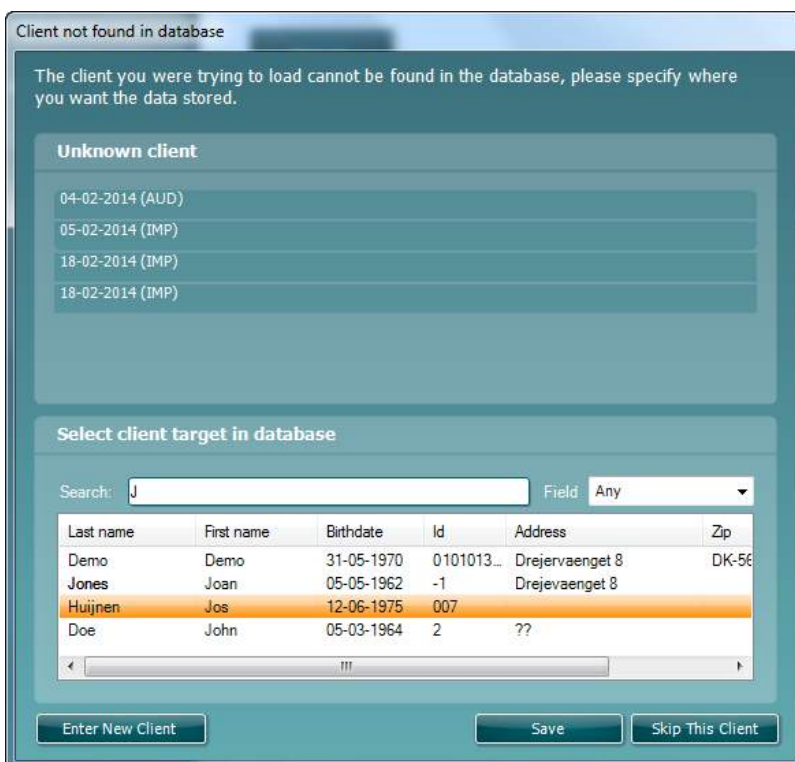 Client not found in database
The client you were trying to load cannot be found in the database, please specify where
you want the data stored.
Unknown client
04-02-2014 (AUD)
05-02-2014 (IMP)
18-02-2014 (IMP)
18-02-2014 (IMP)
Select client target in database
Search: J Field Any
Last name First name Birthdate Id Address Zip
Demo Demo 31-05-1970 0101013... Drejervaenget 8 DK-56
Jones Joan 05-05-1962 -1 Drejevaenget 8
Huijnen Jos 12-06-1975 007
Doe John 05-03-1964 2 ??
Enter New Client Save Skip This Client